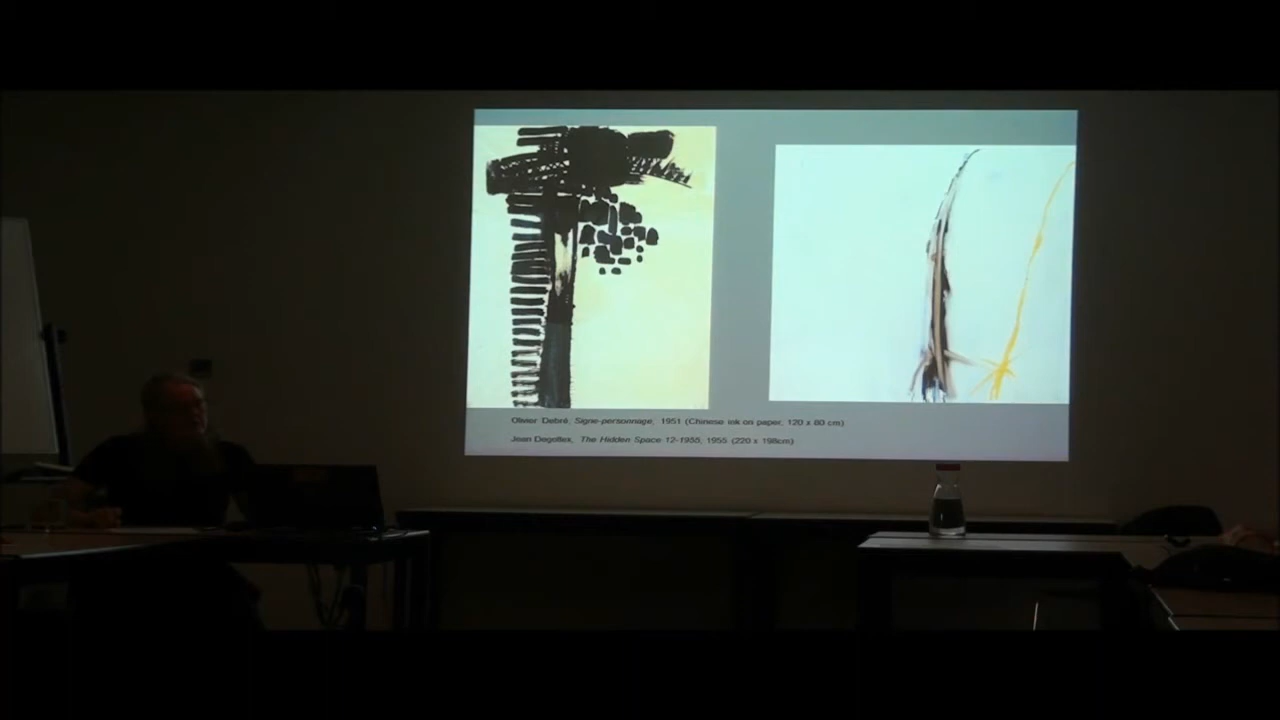 Olivier Debré, Signe-personnage, 1951 (Chinese ink on paper, 120 x 80 cm)
Jean Degottex, The Hidden Space 12-1955, 1955 (220 x 198cm)